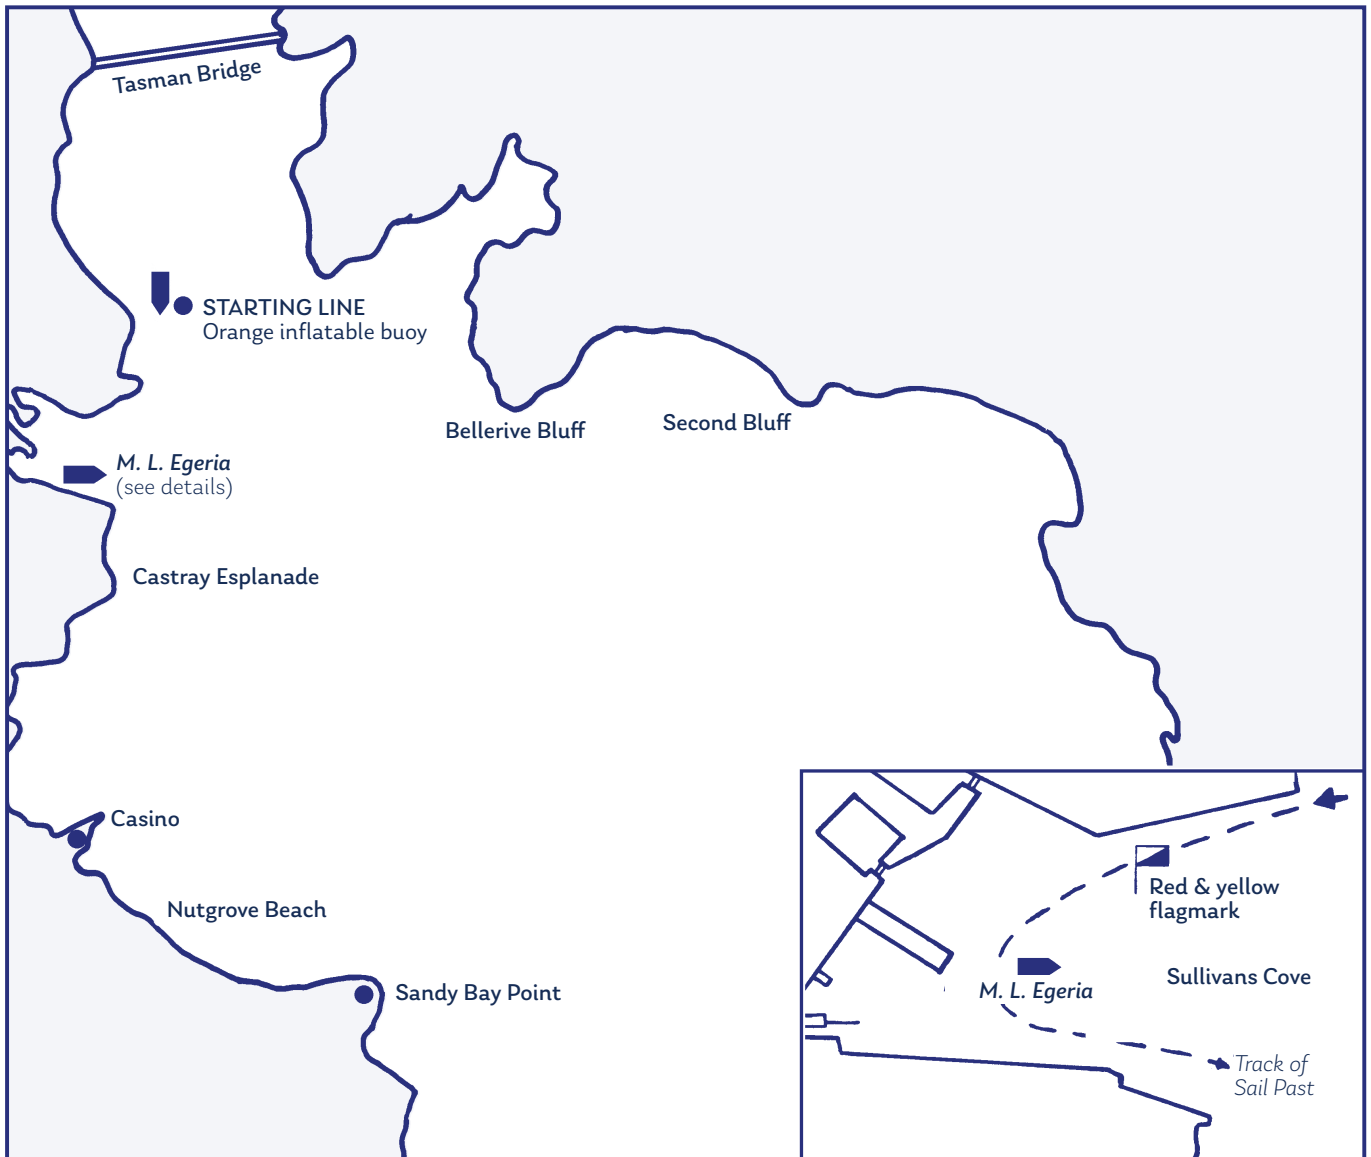 Tasman Bridge
STARTING LINE
Orange inflatable buoy
Bellerive Bluff
Second Bluff
M. L. Egeria
(see details)
Castray Esplanade
Casino
Nutgrove Beach
Sandy Bay Point
Red & yellow
flagmark
Sullivans Cove
M. L. Egeria
Track of
Sail Past